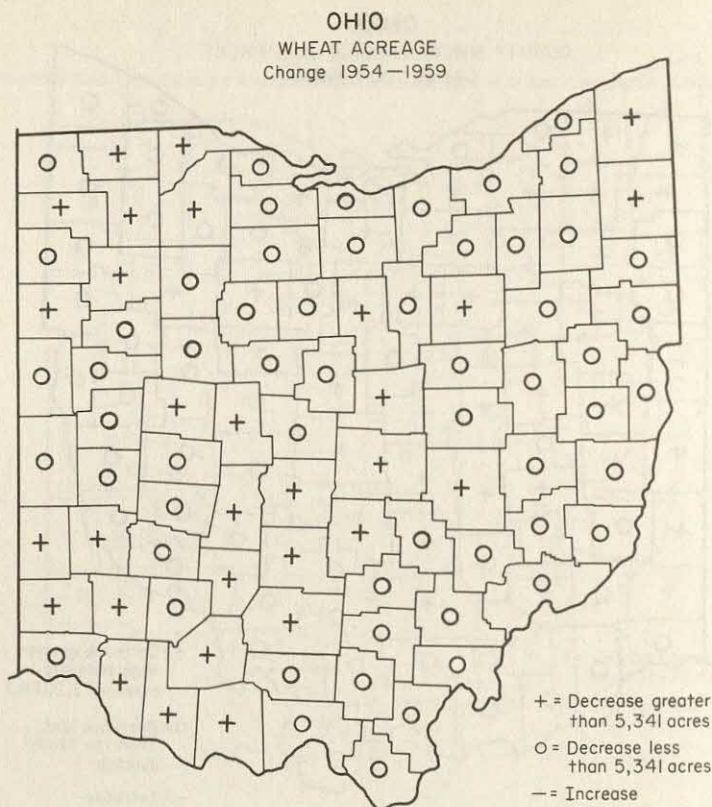 OHIO
WHEAT ACREAGE
Change 1954—1959
+ = Decrease greater
than 5,341 acres
O = Decrease less
than 5,341 acres
— = Increase